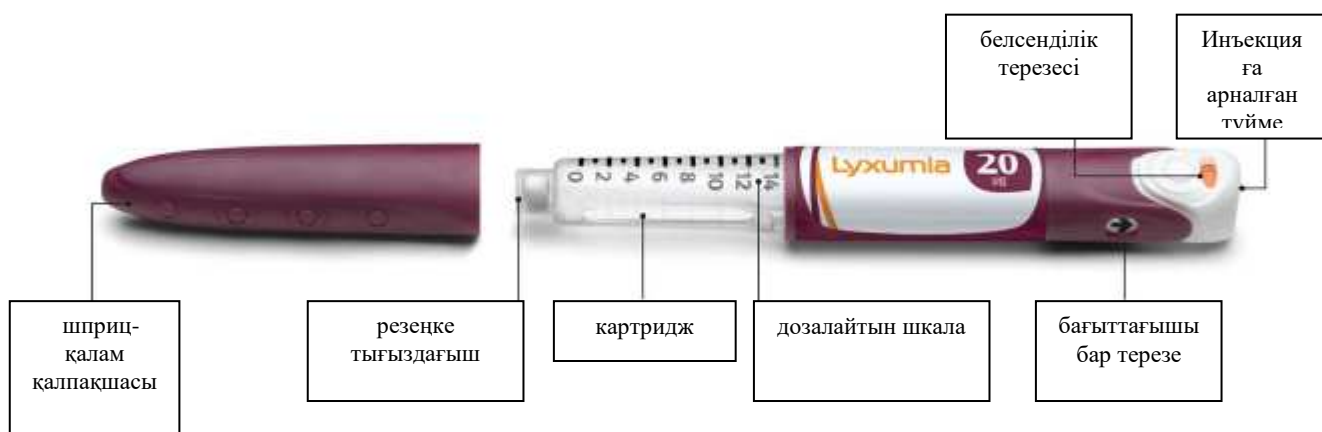 белсенділік
терезесі
Инъекция
ға
арналған
түйме
Lyxumia
20
0 2 4 6 8 10 12 14
шприц-
қалам
қалпақшасы
резеңке
тығыздағыш
картридж
дозалайтын шкала
бағыттағышы
бар терезе